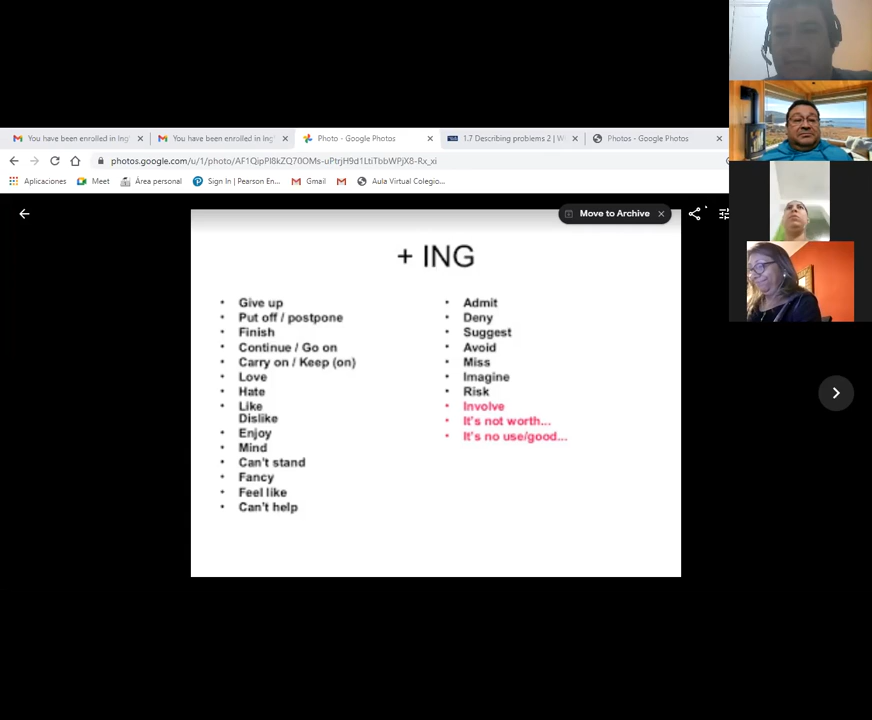 You have been enrolled in Ing
You have been enrolled in Ing
Photo - Google Photos
1.7 Describing problems 2 | W
Photos - Google Photos
photos.google.com/u/1/photo/AF1QipPl8kZQ70OMs-uPtrjH9d1LtiTbbWPjX8-Rx_xi
Aplicaciones
Meet
Área personal
Sign In | Pearson En...
Gmail
Aula Virtual Colegio...
Move to Archive
+ ING
Give up
Put off / postpone
Finish
Continue / Go on
Carry on / Keep (on)
Love
Hate
Like
Dislike
Enjoy
Mind
Can't stand
Fancy
Feel like
Can't help
Admit
Deny
Suggest
Avoid
Miss
Imagine
Risk
Involve
It's not worth...
It's no use/good...